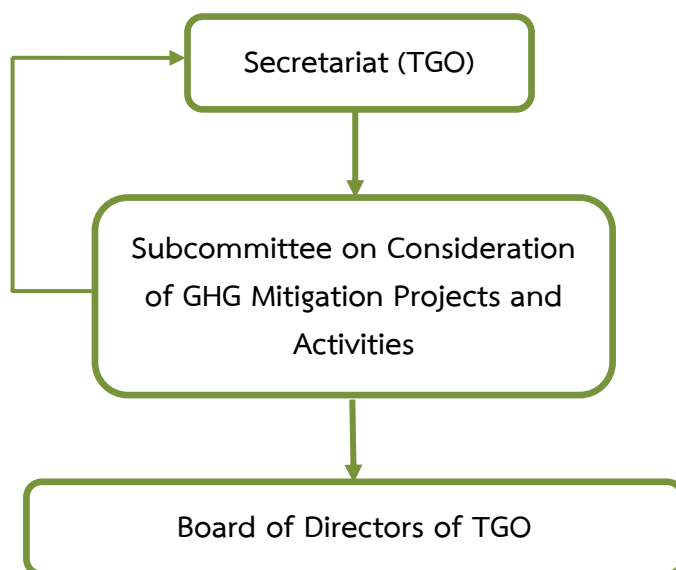 Secretariat (TGO)
Subcommittee on Consideration
of GHG Mitigation Projects and
Activities
Board of Directors of TGO